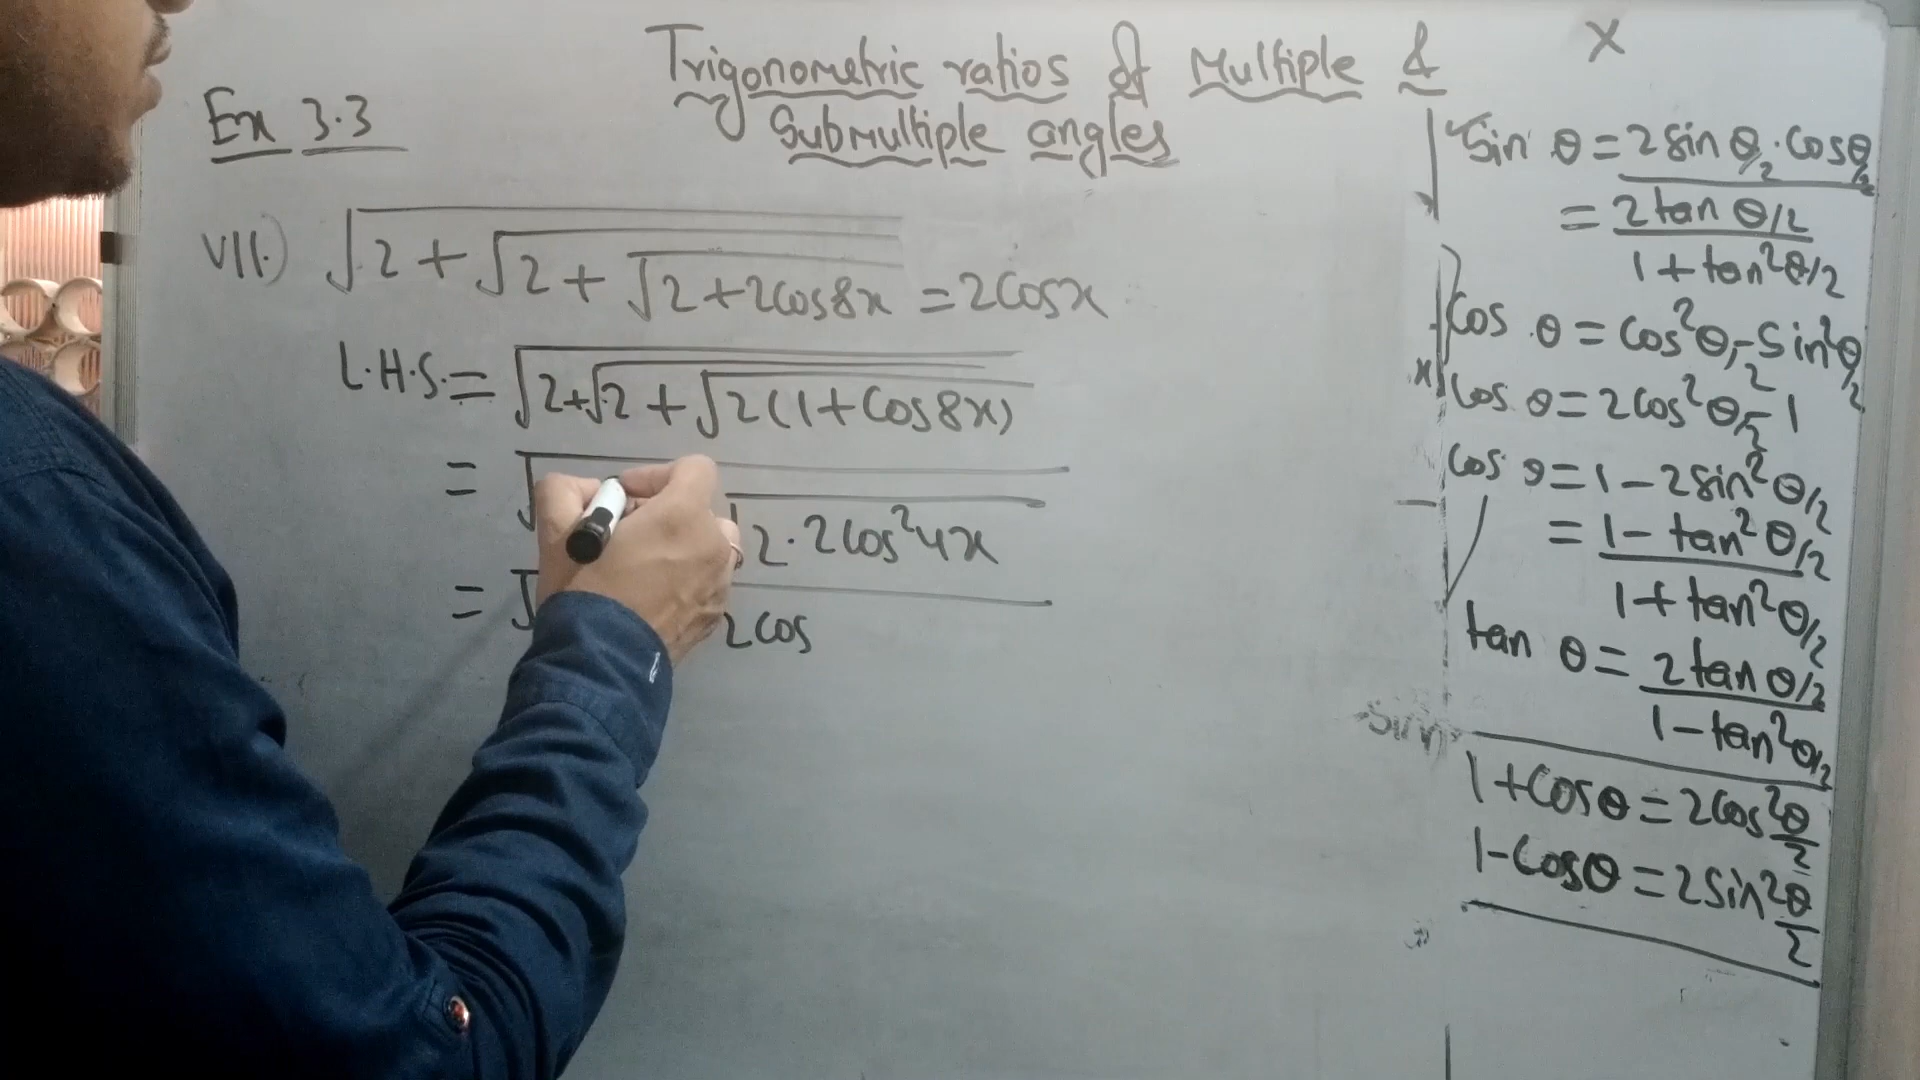 Trigonometric ratios of Multiple &
Submultiple angles
Ex 3.3
VII.) √2 + √2 + √2+2cos8x = 2cosx
L.H.S. = √2+√2 + √2(1+Cos8x)
= √ √2·2cos²4x
= √ 2cos
x
Sin θ = 2sin θ/2 · cosθ/2
= 2tan θ/2
1+tan²θ/2
Cos θ = Cos²θ/2 - Sin²θ/2
Cos θ = 2cos²θ/2 - 1
Cos θ = 1 - 2sin²θ/2
= 1 - tan²θ/2
1 + tan²θ/2
tan θ = 2tanθ/2
1 - tan²θ/2
1+Cosθ = 2cos²θ/2
1-Cosθ = 2sin²θ/2